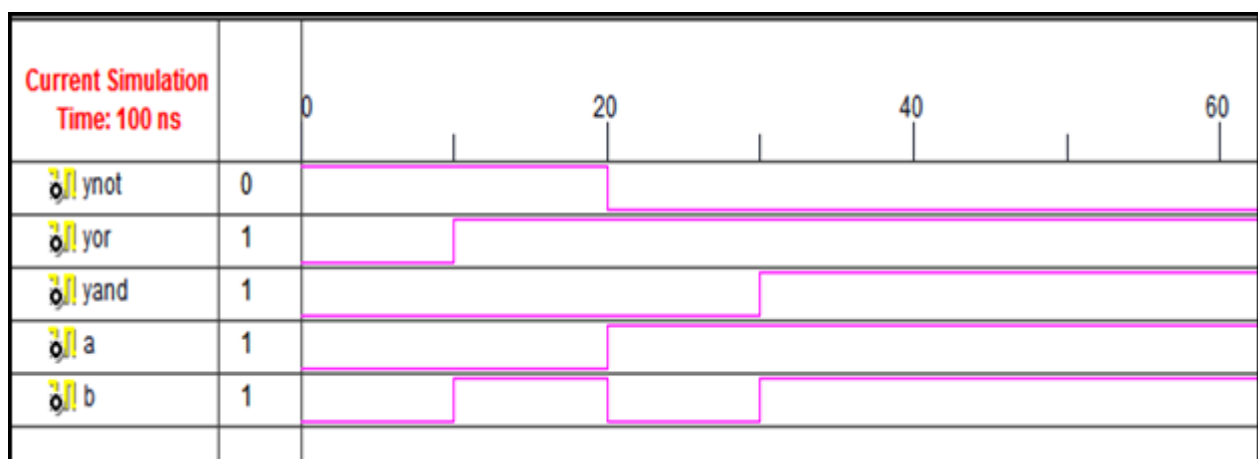 Current Simulation
Time: 100 ns
0 20 40 60
ynot 0
yor 1
yand 1
a 1
b 1